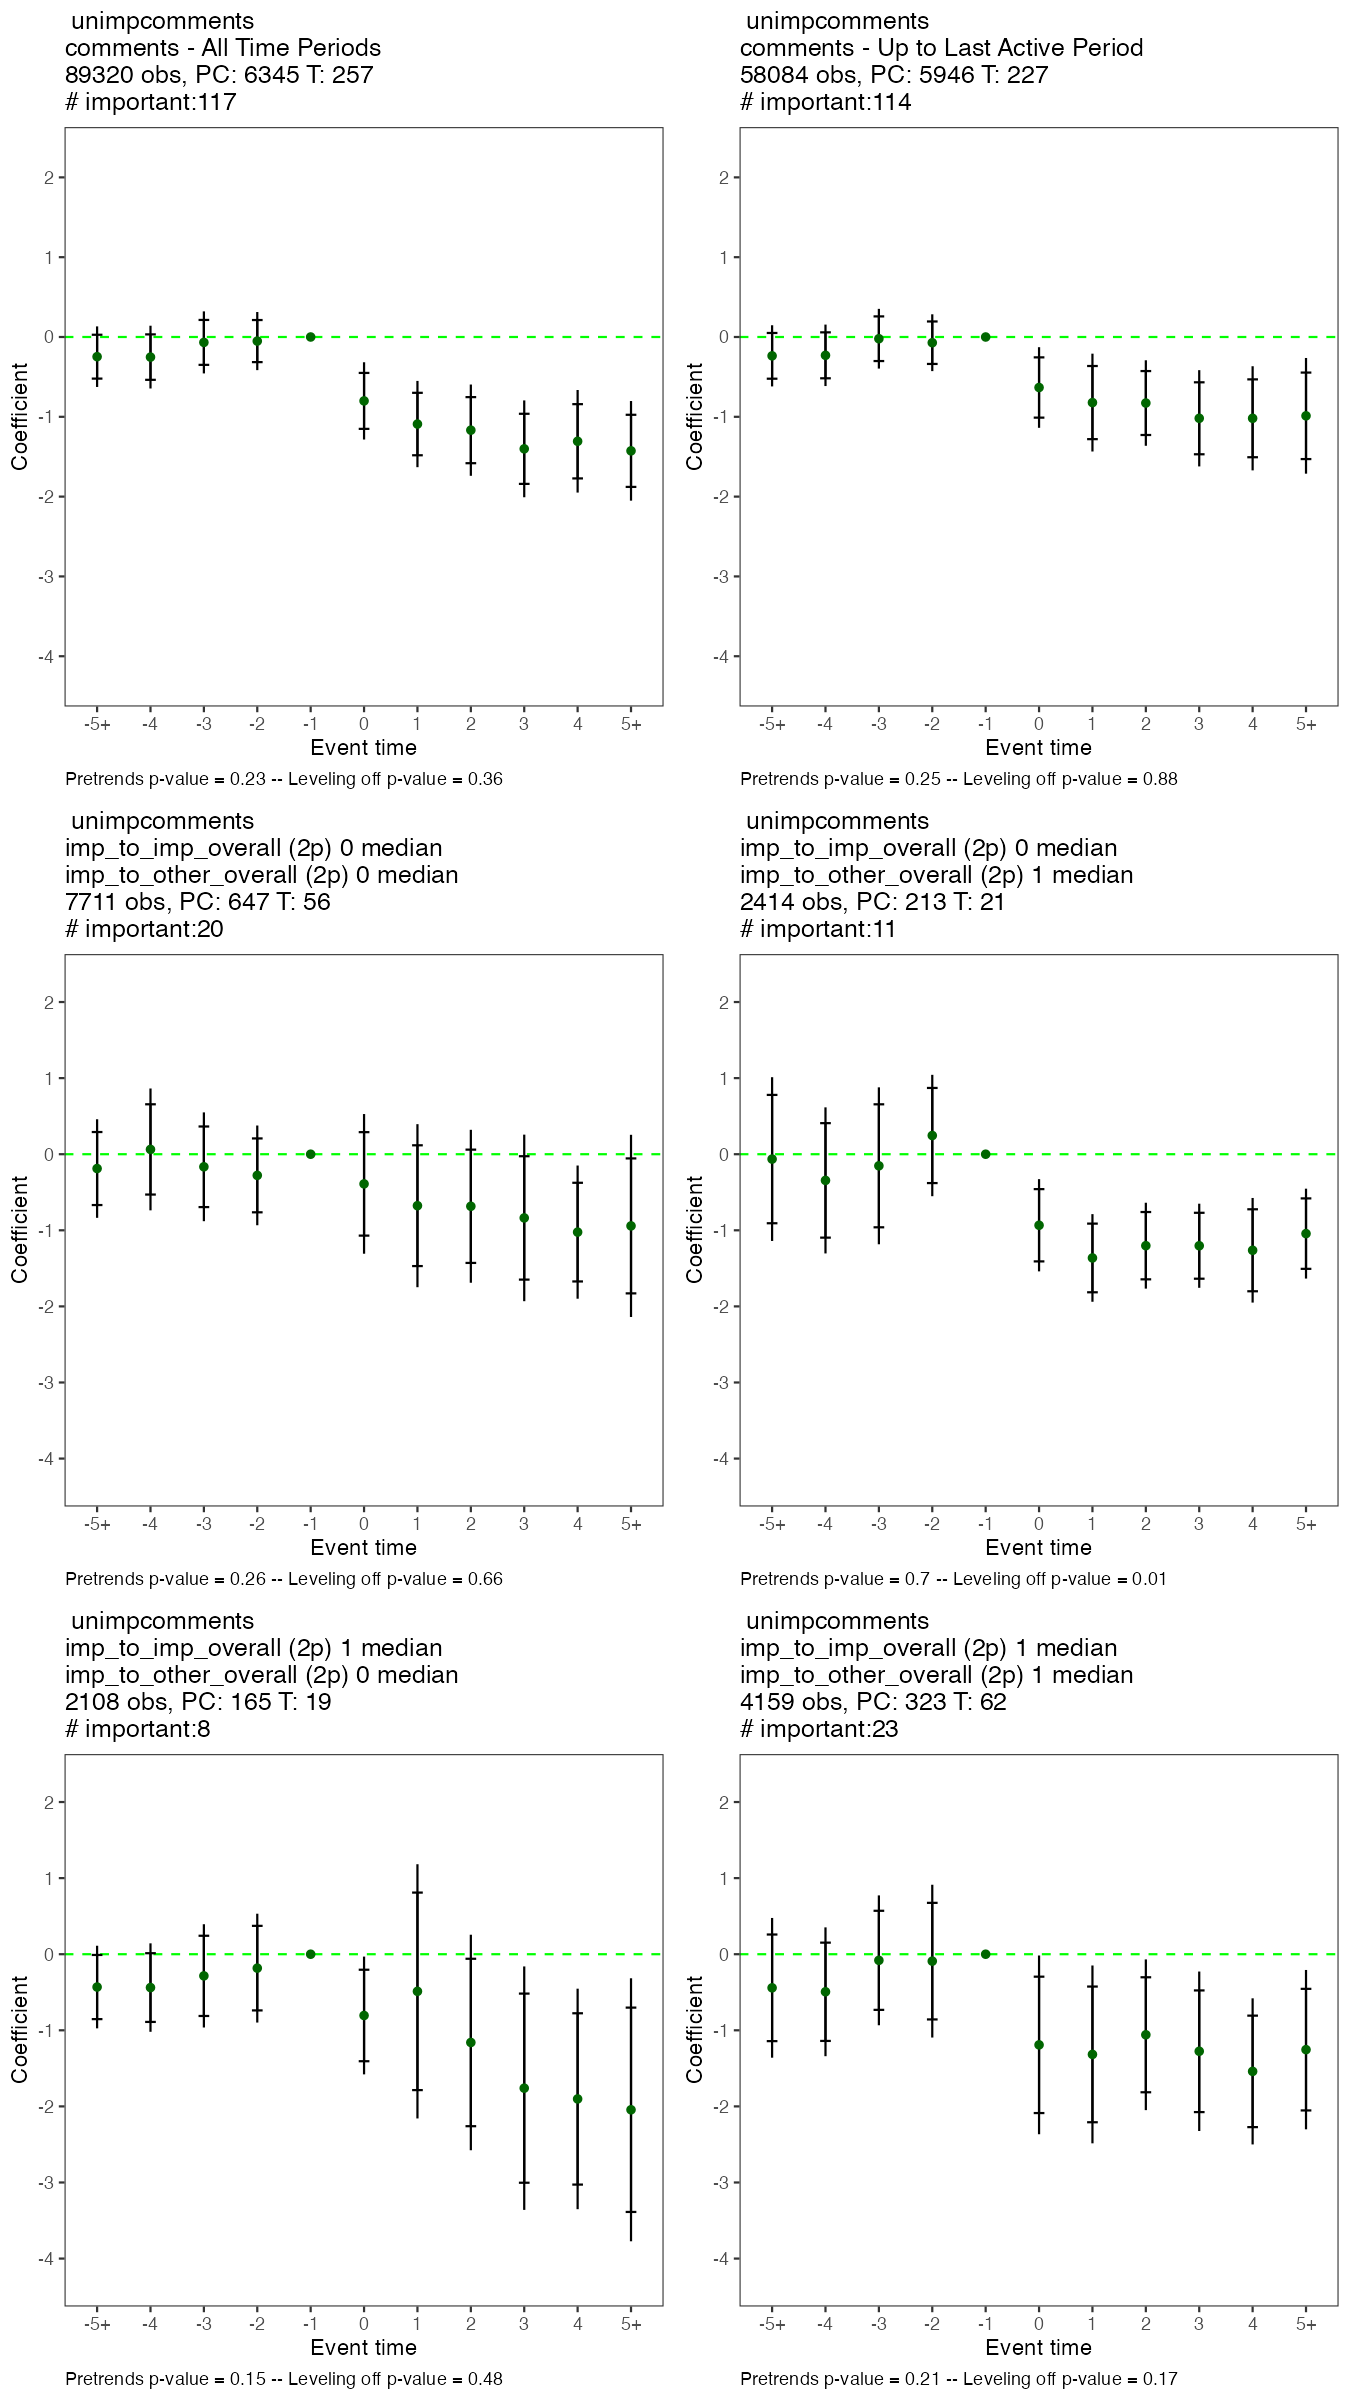 unimpcomments
comments - All Time Periods
89320 obs, PC: 6345 T: 257
# important:117
2
1
0
-1
-2
-3
-4
Coefficient
-5+ -4 -3 -2 -1 0 1 2 3 4 5+
Event time
Pretrends p-value = 0.23 -- Leveling off p-value = 0.36
unimpcomments
comments - Up to Last Active Period
58084 obs, PC: 5946 T: 227
# important:114
2
1
0
-1
-2
-3
-4
Coefficient
-5+ -4 -3 -2 -1 0 1 2 3 4 5+
Event time
Pretrends p-value = 0.25 -- Leveling off p-value = 0.88
unimpcomments
imp_to_imp_overall (2p) 0 median
imp_to_other_overall (2p) 0 median
7711 obs, PC: 647 T: 56
# important:20
2
1
0
-1
-2
-3
-4
Coefficient
-5+ -4 -3 -2 -1 0 1 2 3 4 5+
Event time
Pretrends p-value = 0.26 -- Leveling off p-value = 0.66
unimpcomments
imp_to_imp_overall (2p) 0 median
imp_to_other_overall (2p) 1 median
2414 obs, PC: 213 T: 21
# important:11
2
1
0
-1
-2
-3
-4
Coefficient
-5+ -4 -3 -2 -1 0 1 2 3 4 5+
Event time
Pretrends p-value = 0.7 -- Leveling off p-value = 0.01
unimpcomments
imp_to_imp_overall (2p) 1 median
imp_to_other_overall (2p) 0 median
2108 obs, PC: 165 T: 19
# important:8
2
1
0
-1
-2
-3
-4
Coefficient
-5+ -4 -3 -2 -1 0 1 2 3 4 5+
Event time
Pretrends p-value = 0.15 -- Leveling off p-value = 0.48
unimpcomments
imp_to_imp_overall (2p) 1 median
imp_to_other_overall (2p) 1 median
4159 obs, PC: 323 T: 62
# important:23
2
1
0
-1
-2
-3
-4
Coefficient
-5+ -4 -3 -2 -1 0 1 2 3 4 5+
Event time
Pretrends p-value = 0.21 -- Leveling off p-value = 0.17